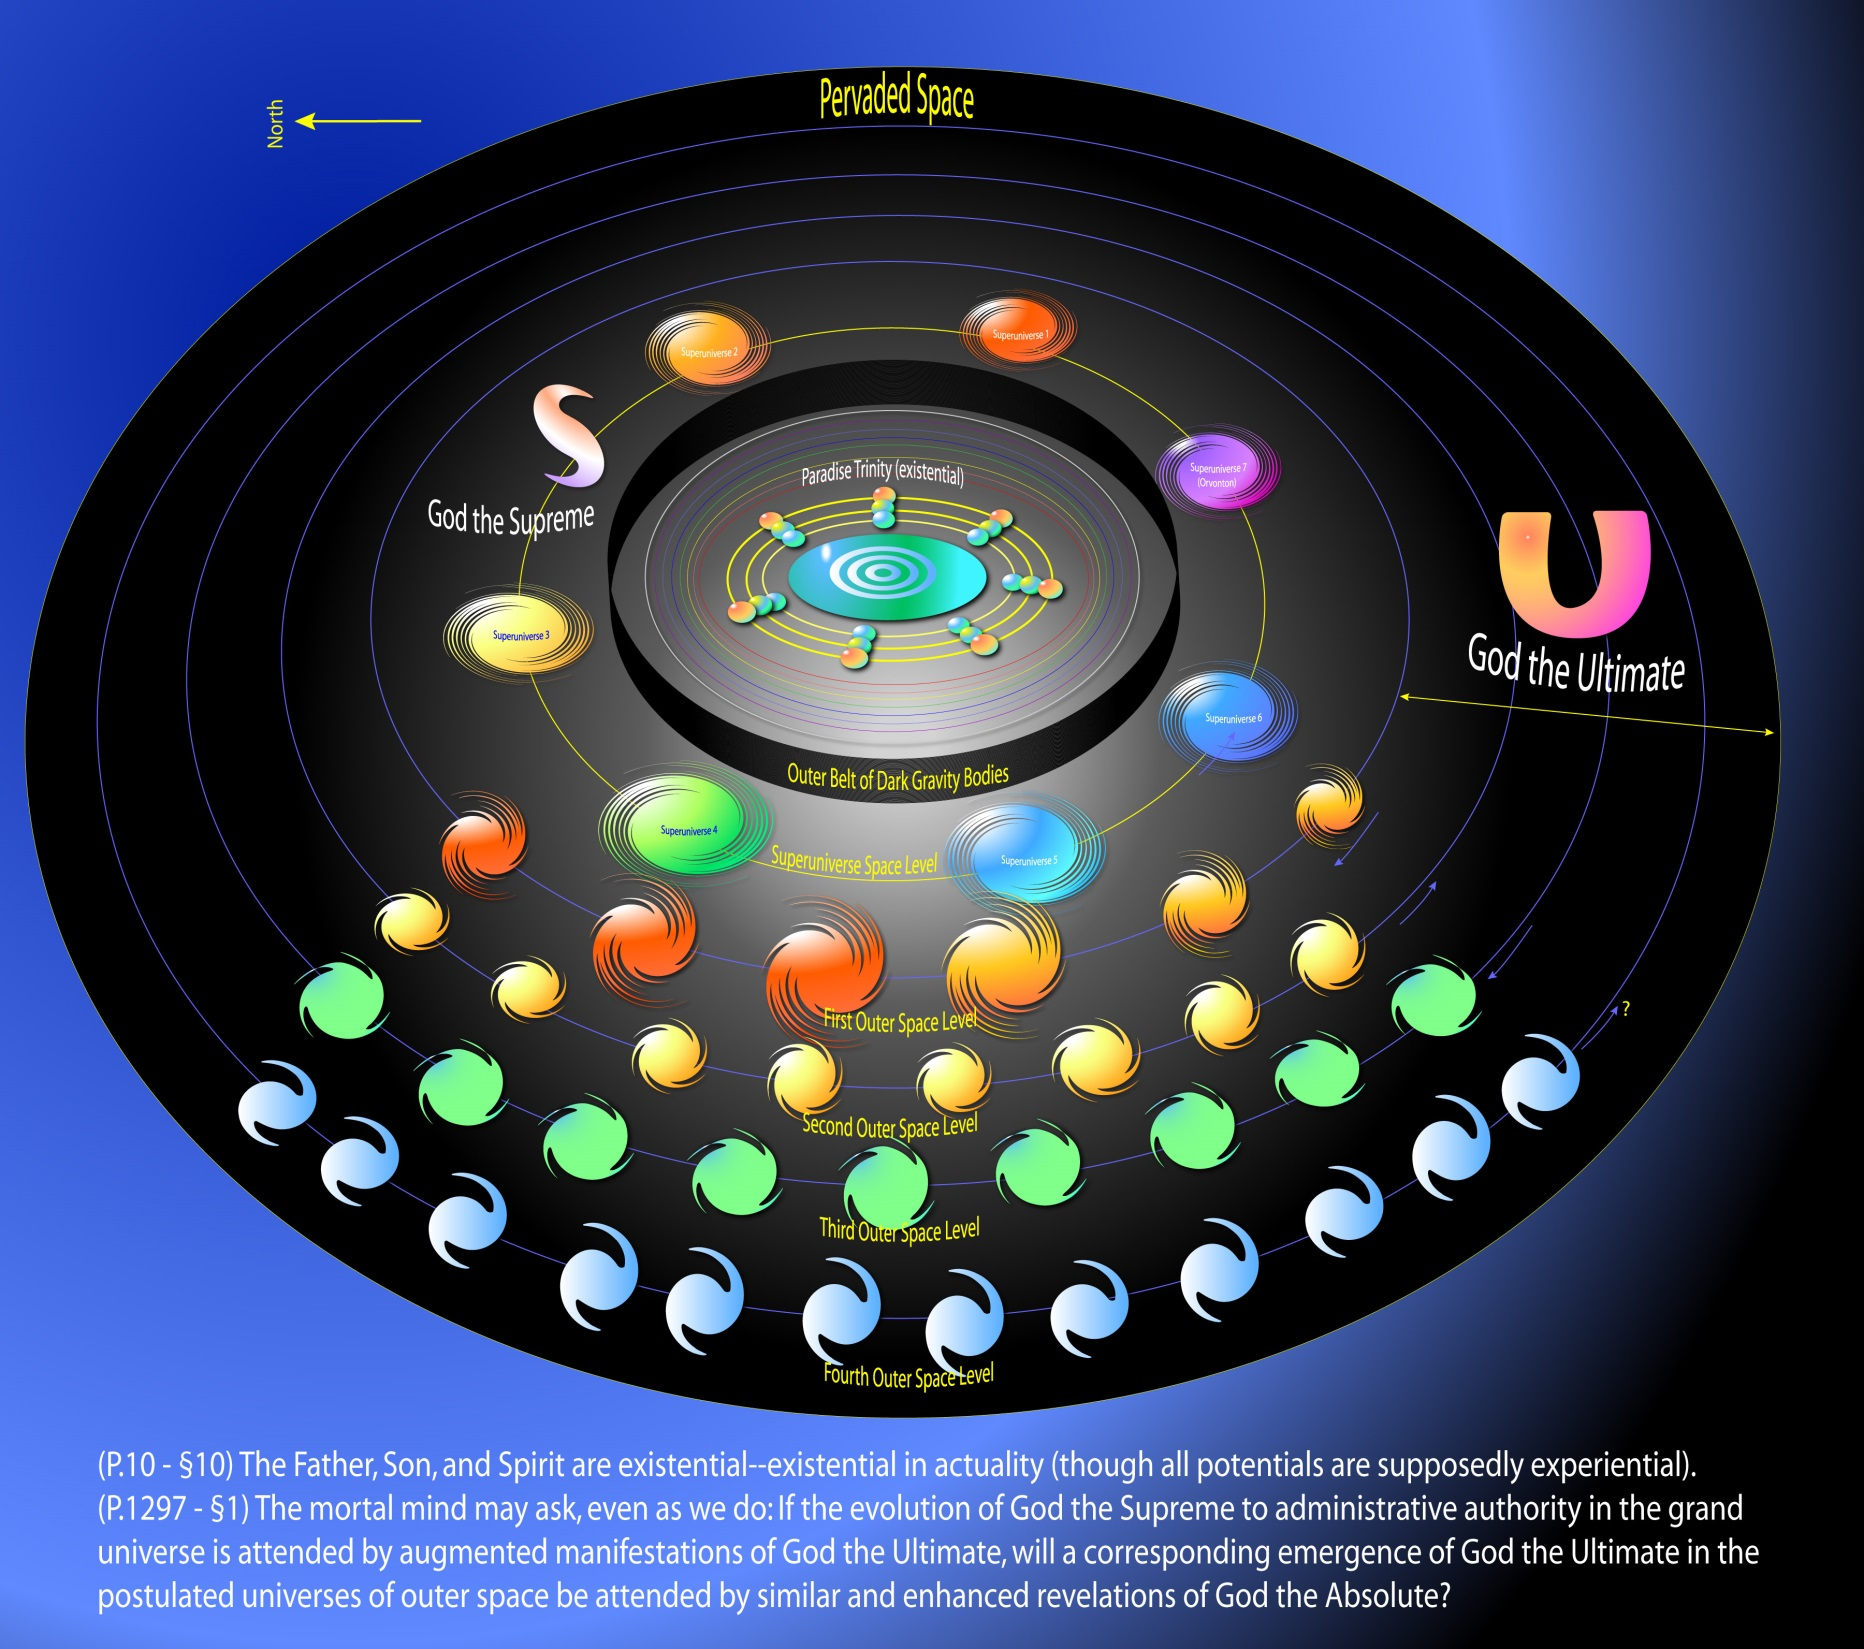 Pervaded Space
North
Superuniverse 1
Superuniverse 2
God the Supreme
Paradise Trinity (existential)
Superuniverse 7
(Orvonton)
God the Ultimate
Superuniverse 3
Superuniverse 6
Outer Belt of Dark Gravity Bodies
Superuniverse 4
Superuniverse Space Level
Superuniverse 5
First Outer Space Level
?
Second Outer Space Level
Third Outer Space Level
Fourth Outer Space Level
(P.10 - §10) The Father, Son, and Spirit are existential--existential in actuality (though all potentials are supposedly experiential).
(P.1297 - §1) The mortal mind may ask, even as we do: If the evolution of God the Supreme to administrative authority in the grand
universe is attended by augmented manifestations of God the Ultimate, will a corresponding emergence of God the Ultimate in the
postulated universes of outer space be attended by similar and enhanced revelations of God the Absolute?